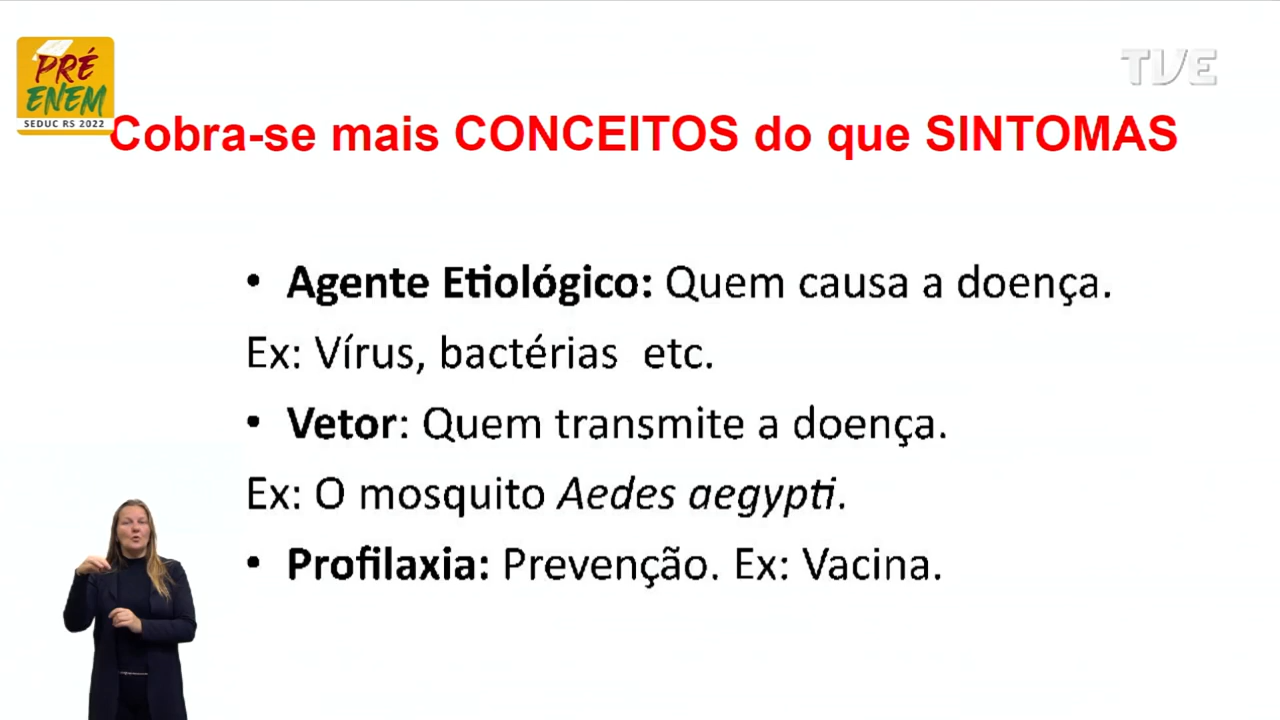 PRÉ
ENEM
SEDUC RS 2022
TVE
Cobra-se mais CONCEITOS do que SINTOMAS
• Agente Etiológico: Quem causa a doença.
Ex: Vírus, bactérias etc.
• Vetor: Quem transmite a doença.
Ex: O mosquito Aedes aegypti.
• Profilaxia: Prevenção. Ex: Vacina.